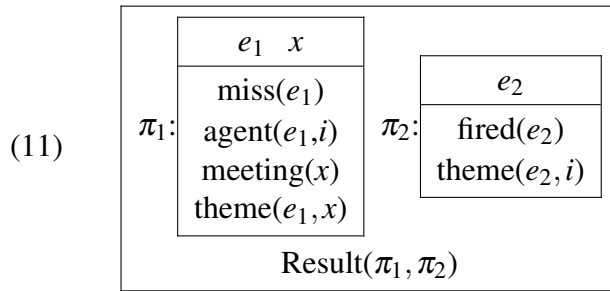 e₁ x
e₂
(11) π₁: miss(e₁) π₂: fired(e₂)
agent(e₁,i) theme(e₂, i)
meeting(x)
theme(e₁, x)
Result(π₁, π₂)